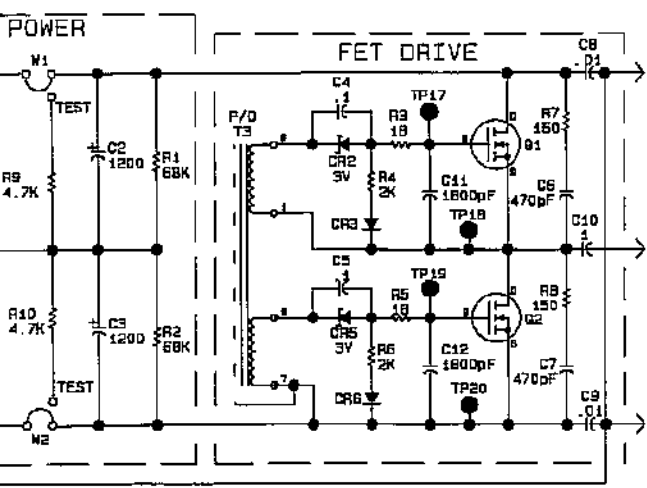 POWER
FET DRIVE
W1
TEST
C2
1200
R1
68K
R9
4.7K
R10
4.7K
C3
1200
R2
68K
TEST
W2
P/O
T3
C4
.1
CR2
3V
R3
18
TP17
R4
2K
CR3
C11
1800pF
TP18
Q1
R7
150
C6
470pF
C8
.01
C10
1
C5
.1
CR5
3V
R5
18
TP19
R6
2K
CR6
C12
1800pF
TP20
Q2
R8
150
C7
470pF
C9
.01
1
7